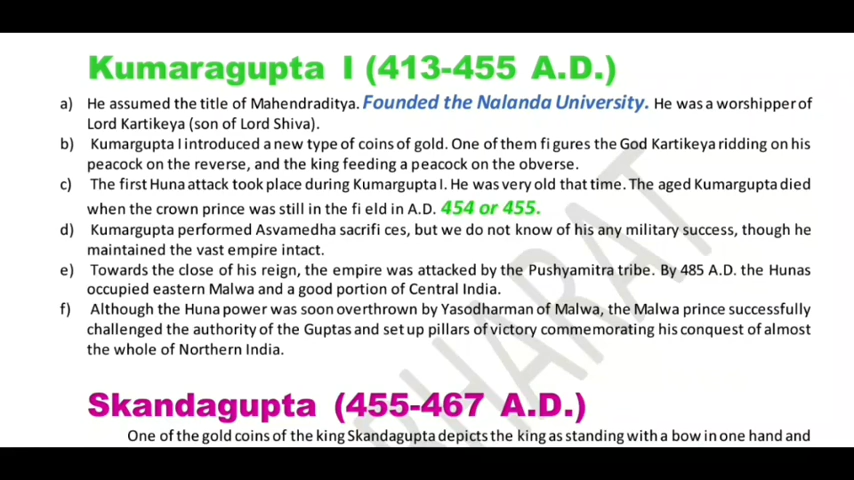 Kumaragupta I (413-455 A.D.)
a) He assumed the title of Mahendraditya. Founded the Nalanda University. He was a worshipper of
Lord Kartikeya (son of Lord Shiva).
b) Kumargupta I introduced a new type of coins of gold. One of them fi gures the God Kartikeya ridding on his
peacock on the reverse, and the king feeding a peacock on the obverse.
c) The first Huna attack took place during Kumargupta I. He was very old that time. The aged Kumargupta died
when the crown prince was still in the fi eld in A.D. 454 or 455.
d) Kumargupta performed Asvamedha sacrifi ces, but we do not know of his any military success, though he
maintained the vast empire intact.
e) Towards the close of his reign, the empire was attacked by the Pushyamitra tribe. By 485 A.D. the Hunas
occupied eastern Malwa and a good portion of Central India.
f) Although the Huna power was soon overthrown by Yasodharman of Malwa, the Malwa prince successfully
challenged the authority of the Guptas and set up pillars of victory commemorating his conquest of almost
the whole of Northern India.
Skandagupta (455-467 A.D.)
One of the gold coins of the king Skandagupta depicts the king as standing with a bow in one hand and
BHARAT